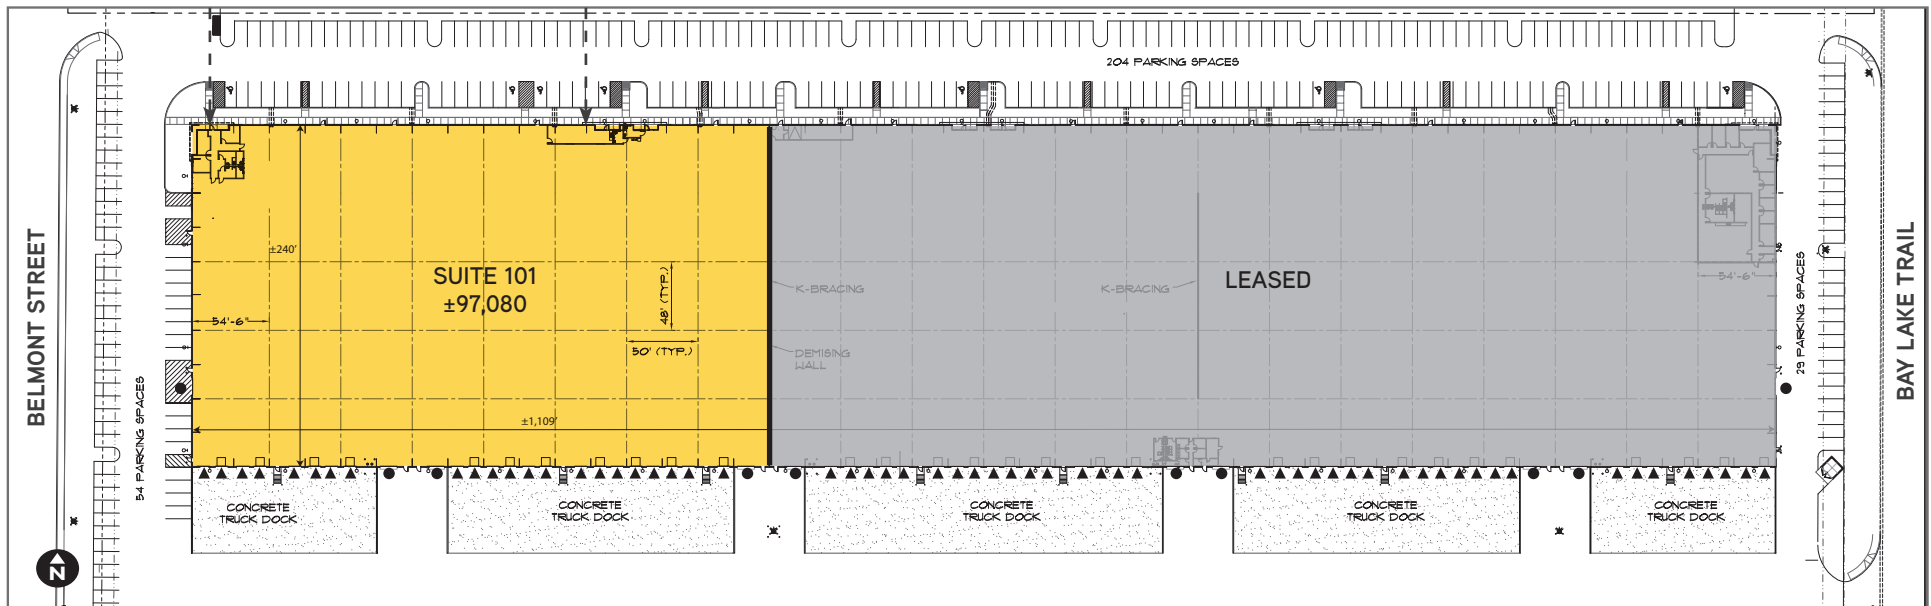 204 PARKING SPACES
BELMONT STREET
54 PARKING SPACES
±240'
SUITE 101
±97,080
48' (TYP.)
54'-6"
50' (TYP.)
±1,109'
K-BRACING
DEMISING
WALL
K-BRACING
LEASED
54'-6"
29 PARKING SPACES
BAY LAKE TRAIL
CONCRETE
TRUCK DOCK
CONCRETE
TRUCK DOCK
CONCRETE
TRUCK DOCK
CONCRETE
TRUCK DOCK
CONCRETE
TRUCK DOCK
N